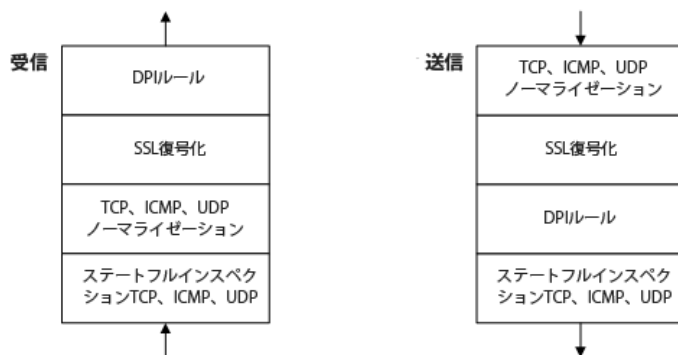 受信
DPIルール
SSL復号化
TCP、ICMP、UDP
ノーマライゼーション
ステートフルインスペク
ションTCP、ICMP、UDP
送信
TCP、ICMP、UDP
ノーマライゼーション
SSL復号化
DPIルール
ステートフルインスペク
ションTCP、ICMP、UDP